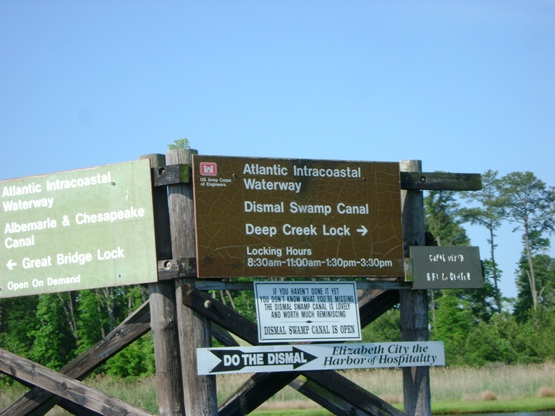 Atlantic Intracoastal
Waterway
Albemarle & Chesapeake
Canal
← Great Bridge Lock
Open On Demand
US Army Corps
of Engineers
Atlantic Intracoastal
Waterway
Dismal Swamp Canal
Deep Creek Lock →
Locking Hours
8:30am-11:00am-1:30pm-3:30pm
IF YOU HAVEN'T DONE IT YET
YOU DON'T KNOW WHAT YOU'RE MISSING
THE DISMAL SWAMP CANAL IS LOVELY
AND WORTH MUCH REMINISCING
DISMAL SWAMP CANAL IS OPEN
DO THE DISMAL
Elizabeth City the
Harbor of Hospitality